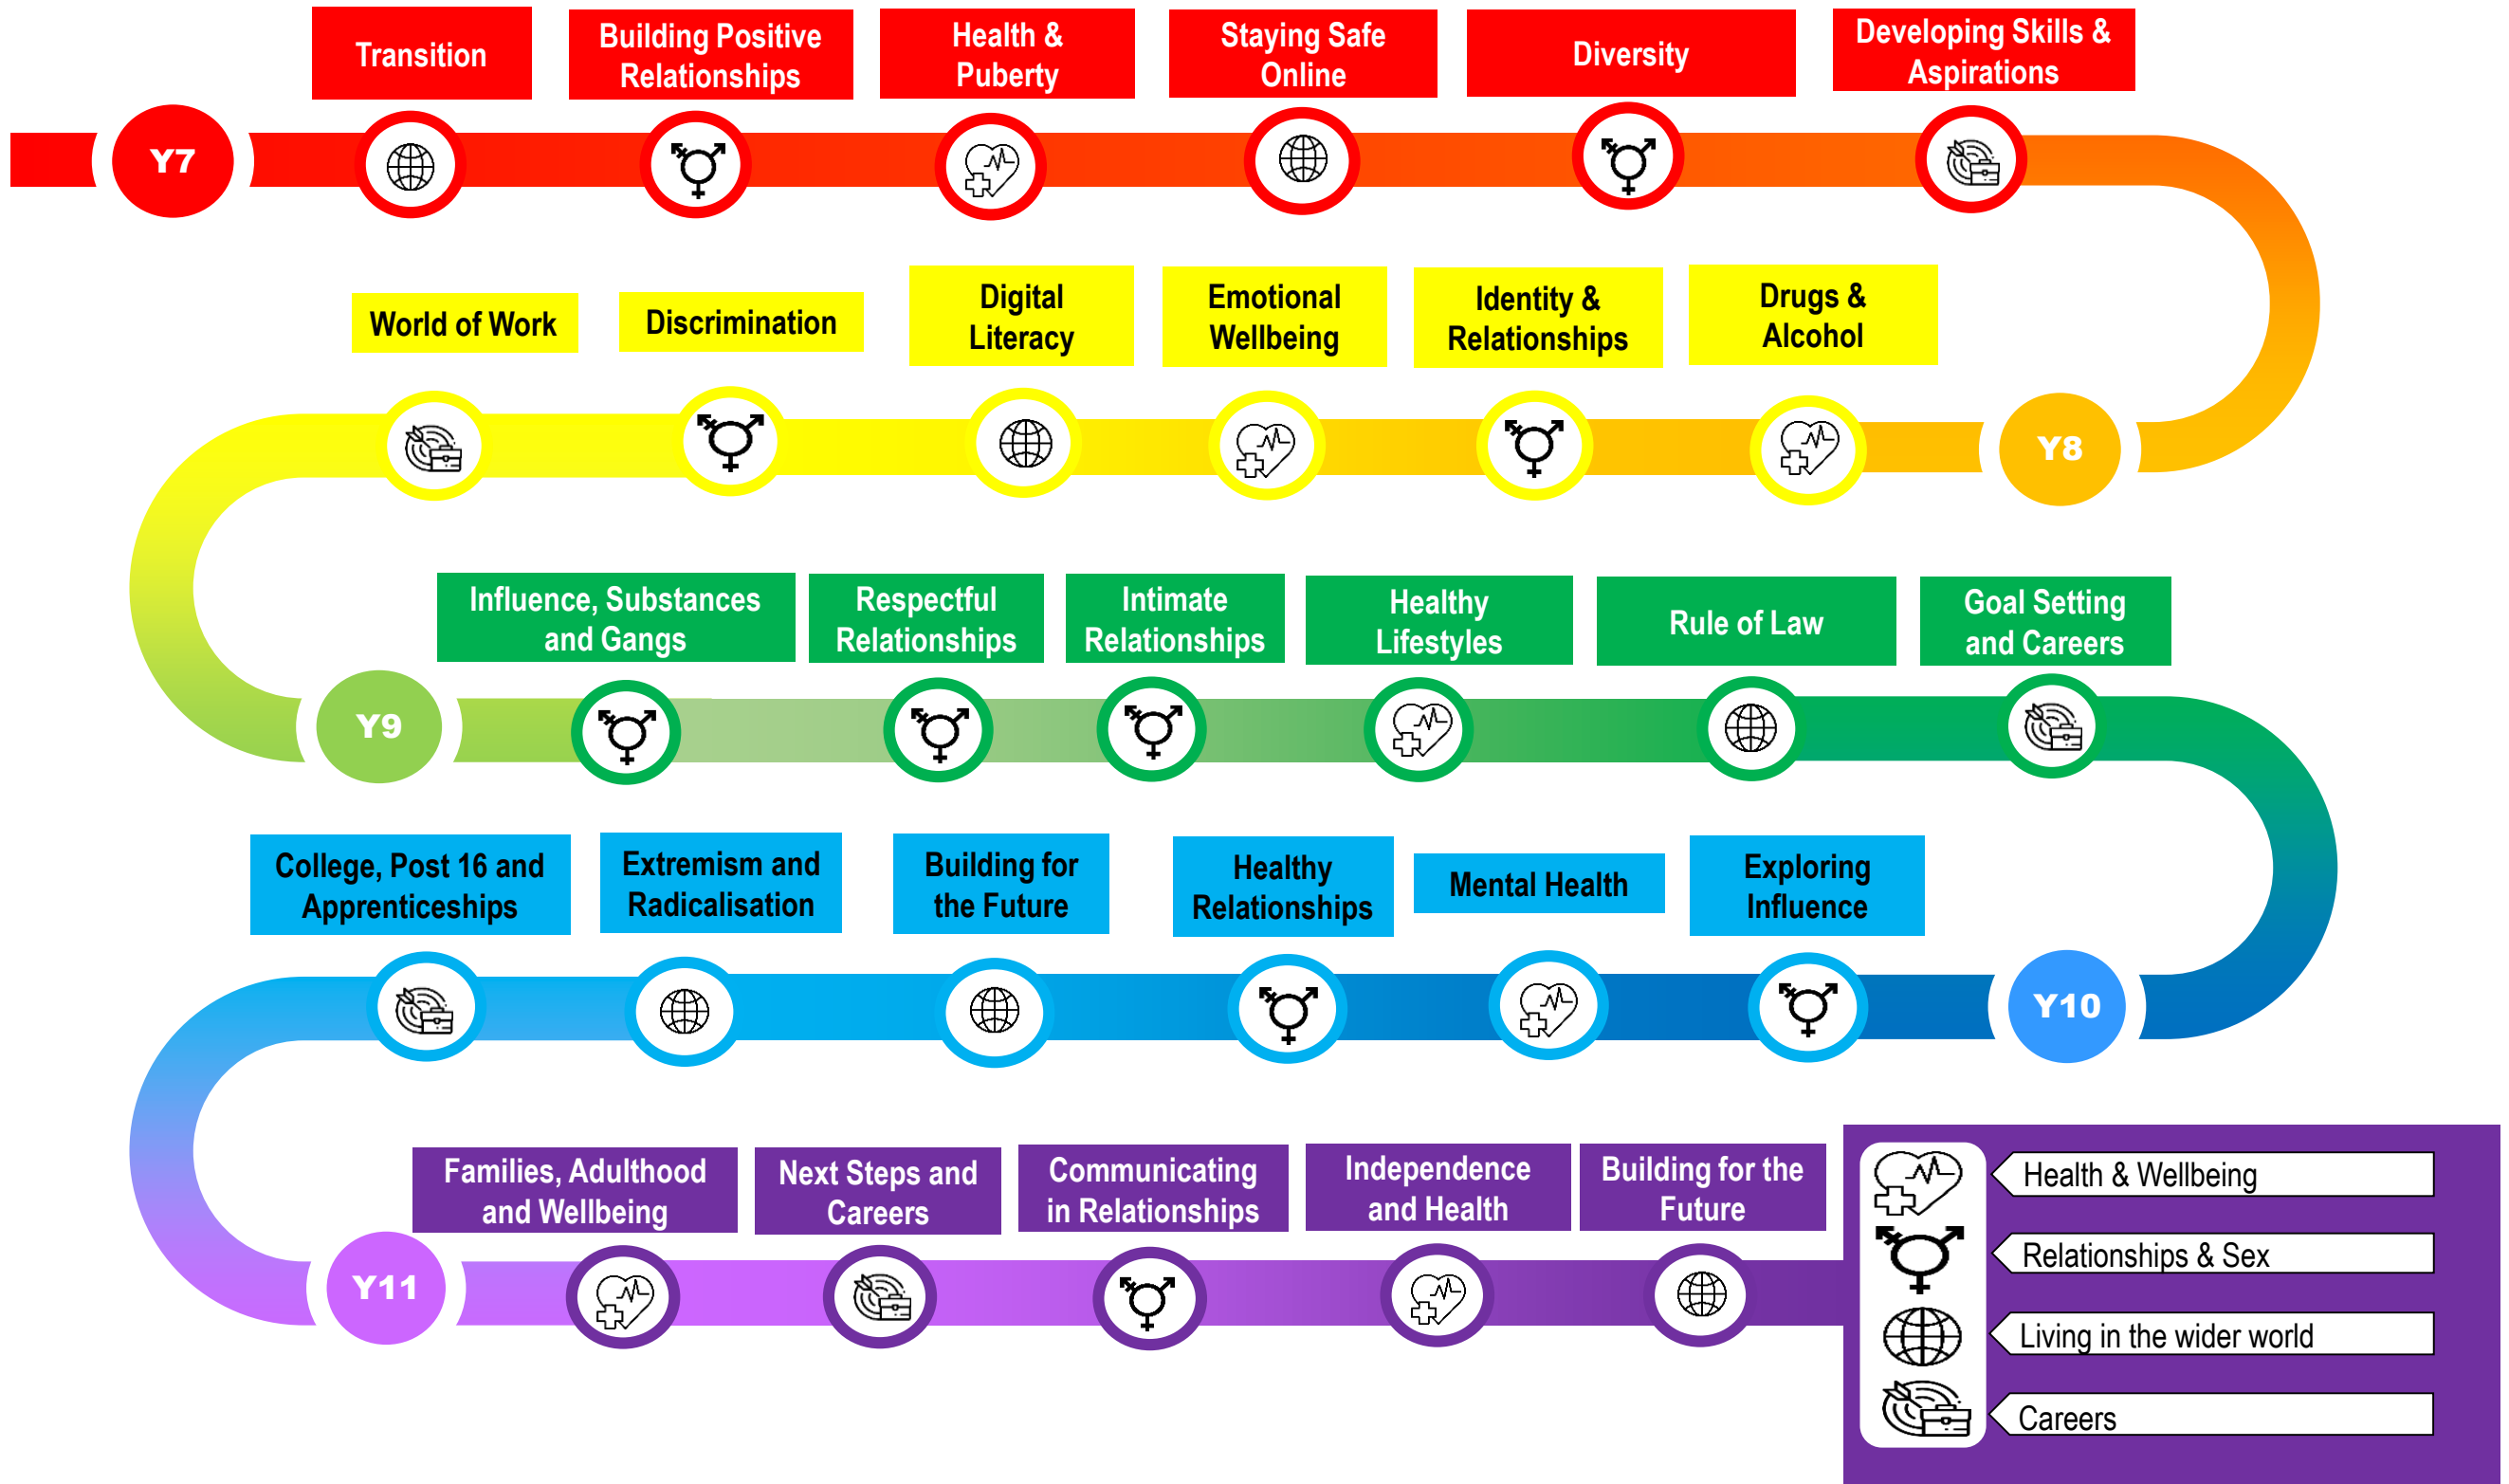 Transition
Building Positive
Relationships
Health &
Puberty
Staying Safe
Online
Diversity
Developing Skills &
Aspirations
Y7
World of Work
Discrimination
Digital
Literacy
Emotional
Wellbeing
Identity &
Relationships
Drugs &
Alcohol
Y8
Influence, Substances
and Gangs
Respectful
Relationships
Intimate
Relationships
Healthy
Lifestyles
Rule of Law
Goal Setting
and Careers
Y9
College, Post 16 and
Apprenticeships
Extremism and
Radicalisation
Building for
the Future
Healthy
Relationships
Mental Health
Exploring
Influence
Y10
Families, Adulthood
and Wellbeing
Next Steps and
Careers
Communicating
in Relationships
Independence
and Health
Building for the
Future
Y11
Health & Wellbeing
Relationships & Sex
Living in the wider world
Careers